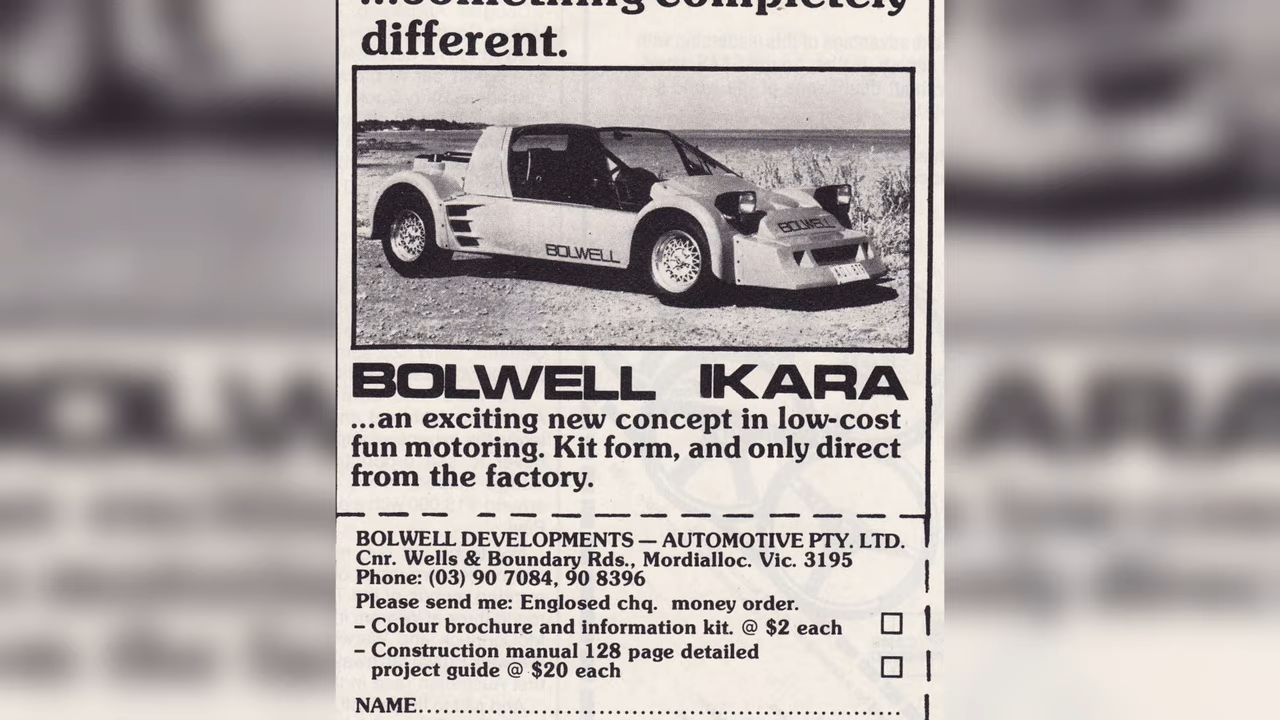 ...something completely
different.
BOLWELL
BOLWELL
BOLWELL IKARA
...an exciting new concept in low-cost
fun motoring. Kit form, and only direct
from the factory.
BOLWELL DEVELOPMENTS — AUTOMOTIVE PTY. LTD.
Cnr. Wells & Boundary Rds., Mordialloc. Vic. 3195
Phone: (03) 90 7084, 90 8396
Please send me: Englosed chq. money order.
– Colour brochure and information kit. @ $2 each
– Construction manual 128 page detailed
project guide @ $20 each
NAME